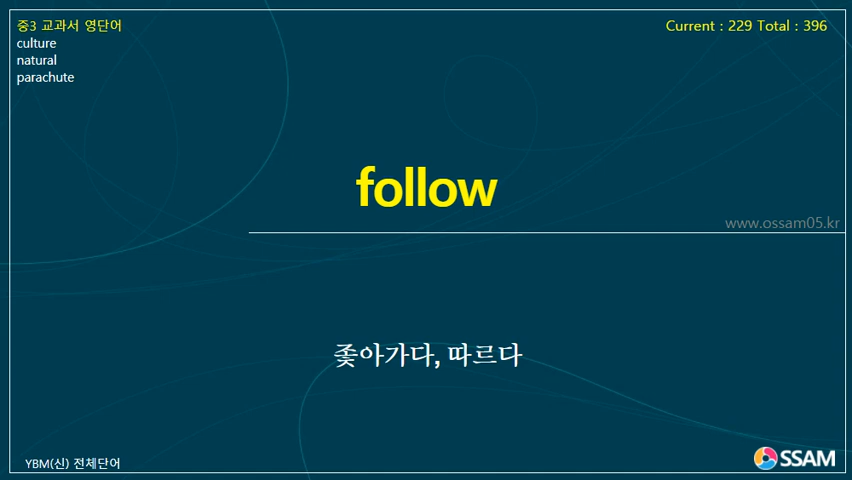 중3 교과서 영단어
Current : 229 Total : 396
culture
natural
parachute
follow
www.ossam05.kr
좇아가다, 따르다
YBM(신) 전체단어
OSSAM